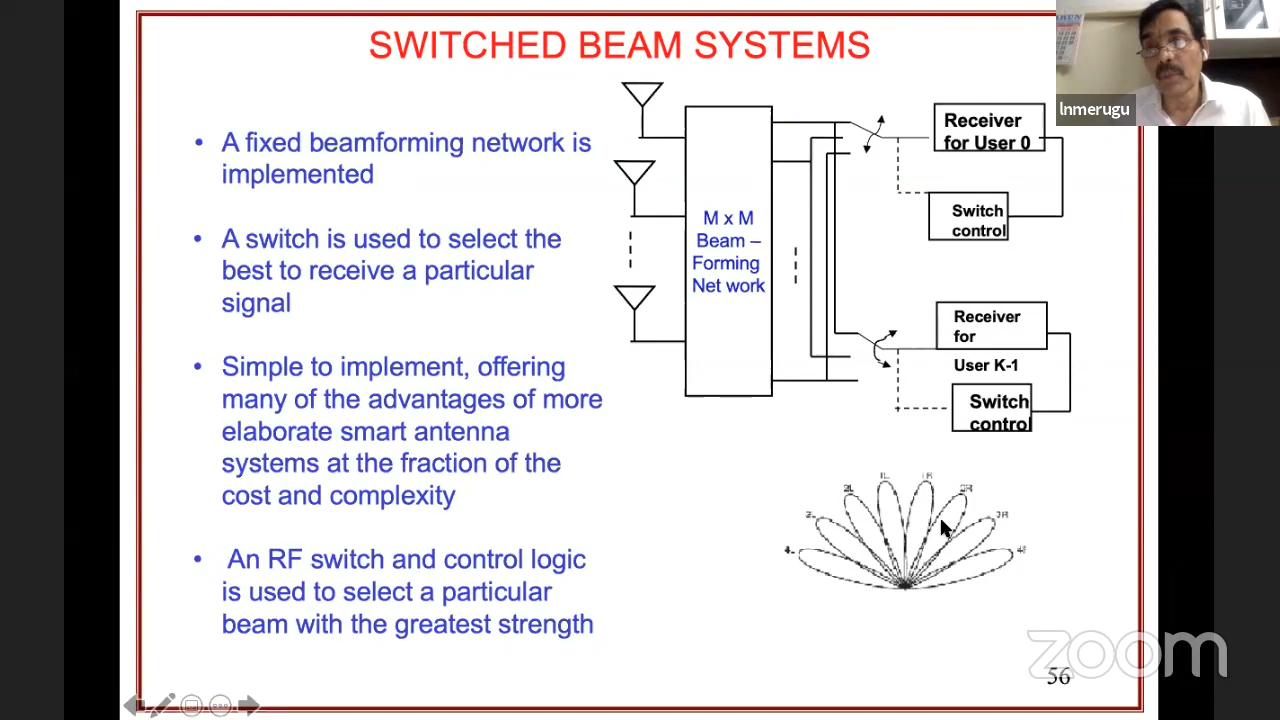 SWITCHED BEAM SYSTEMS
lnmerugu
• A fixed beamforming network is
implemented
• A switch is used to select the
best to receive a particular
signal
• Simple to implement, offering
many of the advantages of more
elaborate smart antenna
systems at the fraction of the
cost and complexity
• An RF switch and control logic
is used to select a particular
beam with the greatest strength
M x M
Beam –
Forming
Net work
Receiver
for User 0
Switch
control
Receiver
for
User K-1
Switch
control
1L
1R
2L
3R
zoom
56